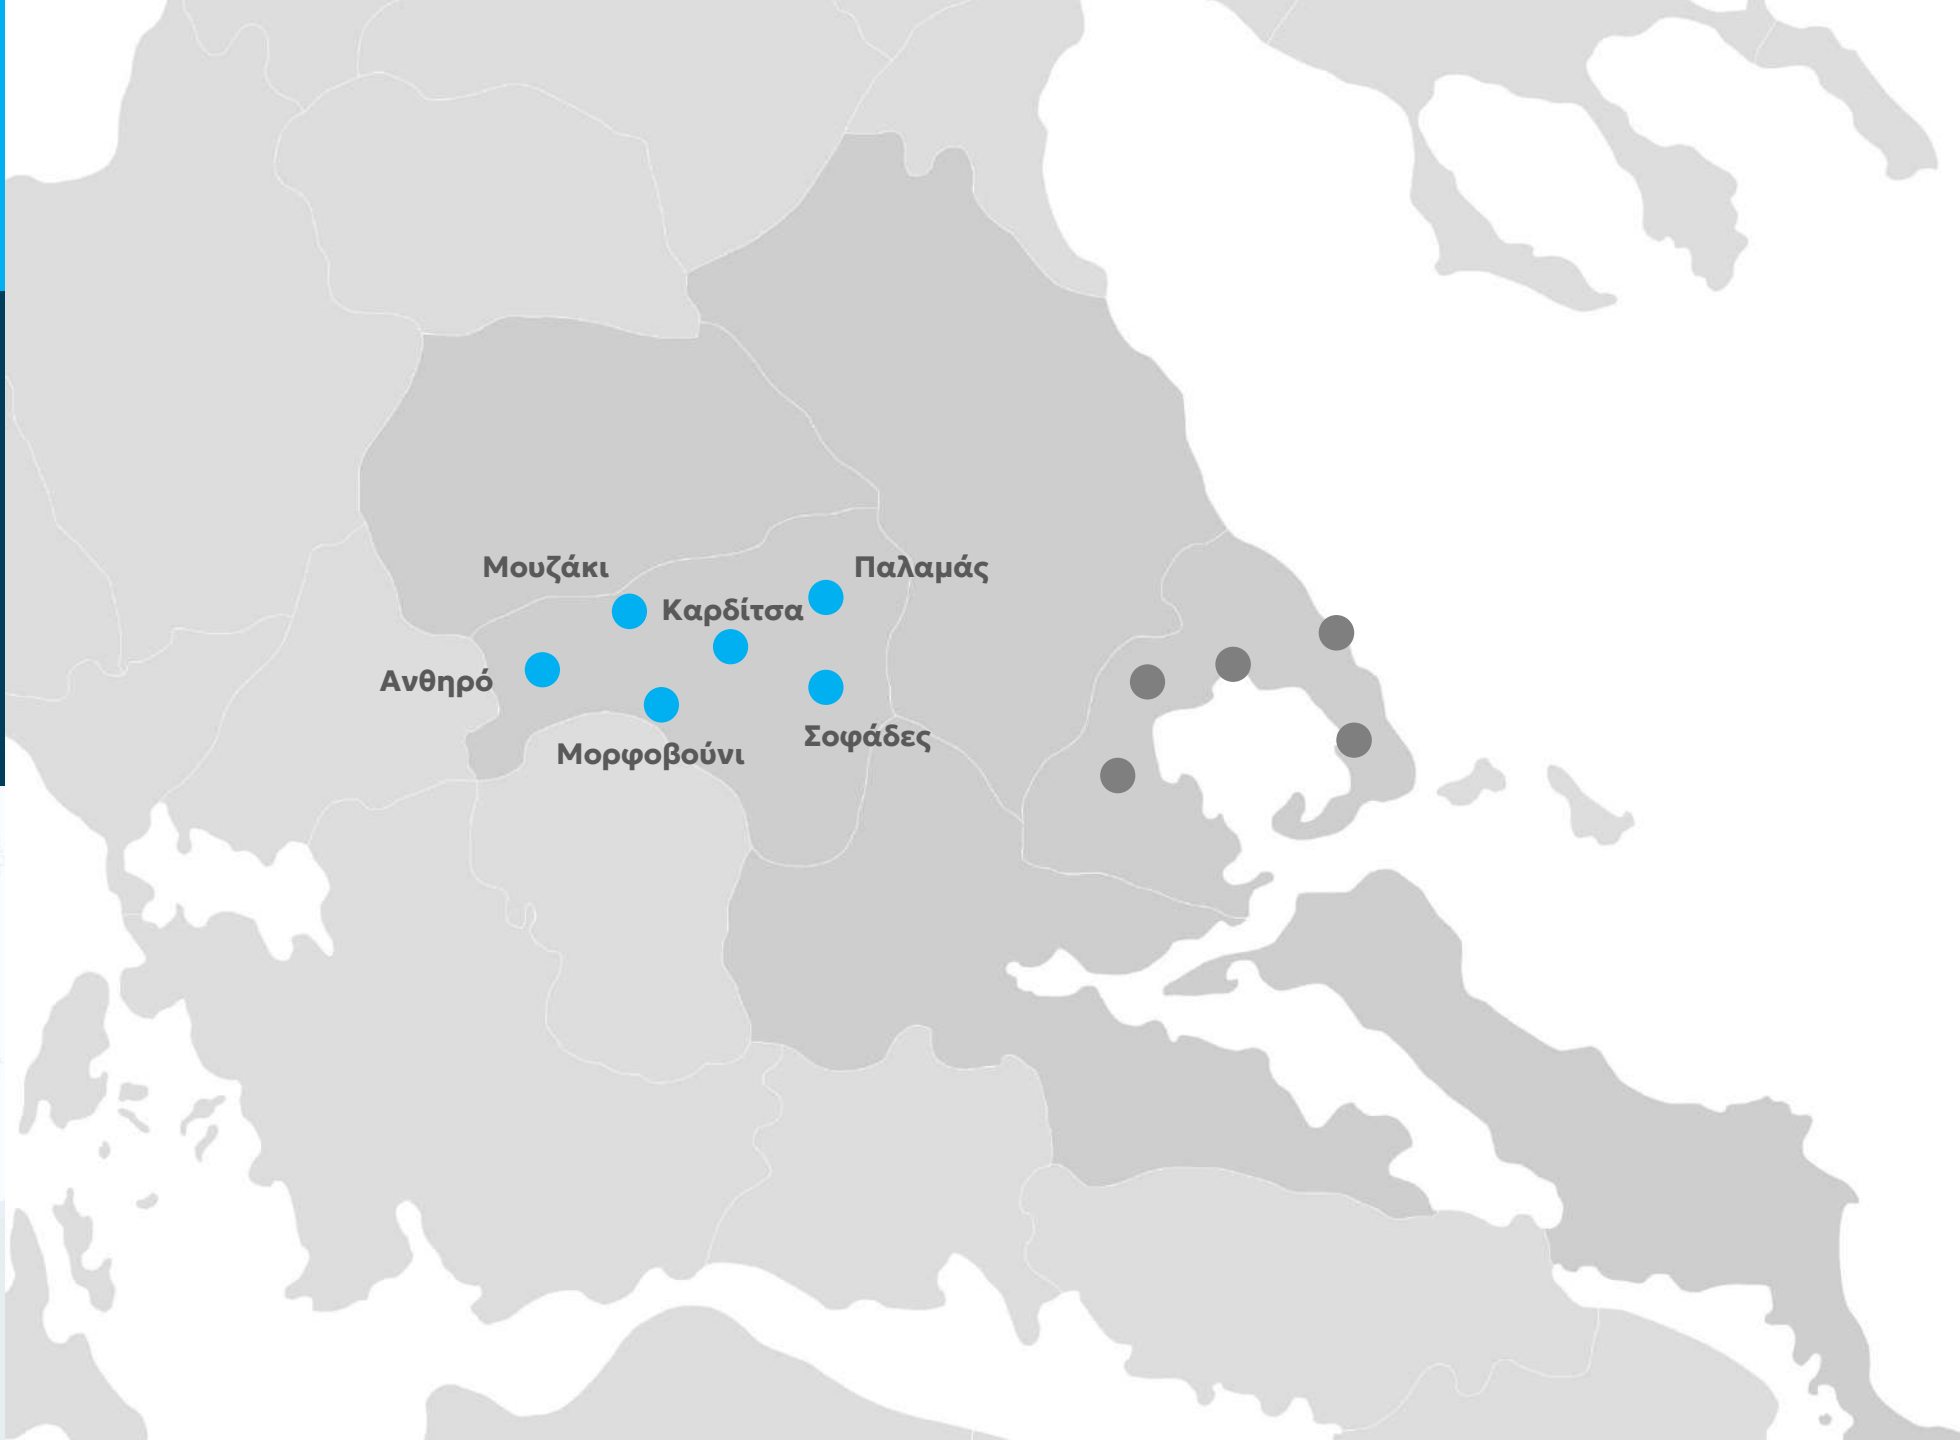 Μουζάκι
Παλαμάς
Καρδίτσα
Ανθηρό
Σοφάδες
Μορφοβούνι